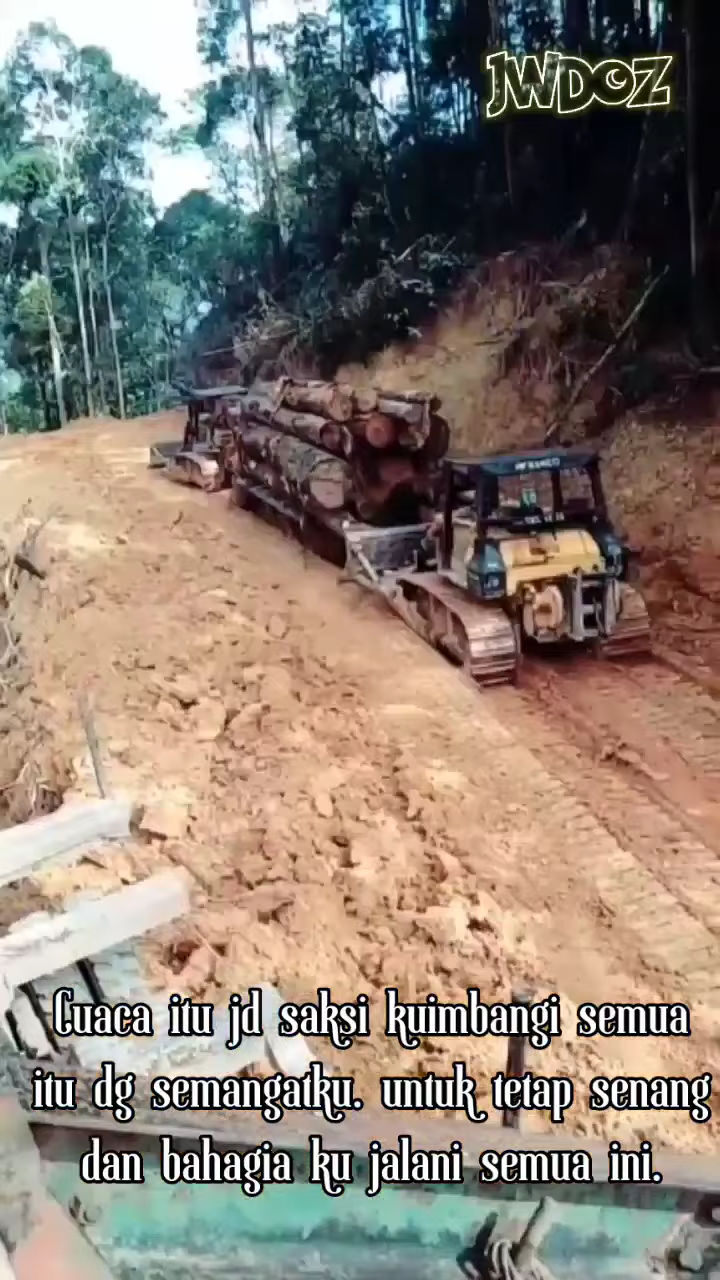 JWDOZ
Cuaca itu jd saksi kuimbangi semua
itu dg semangatku. untuk tetap senang
dan bahagia ku jalani semua ini.